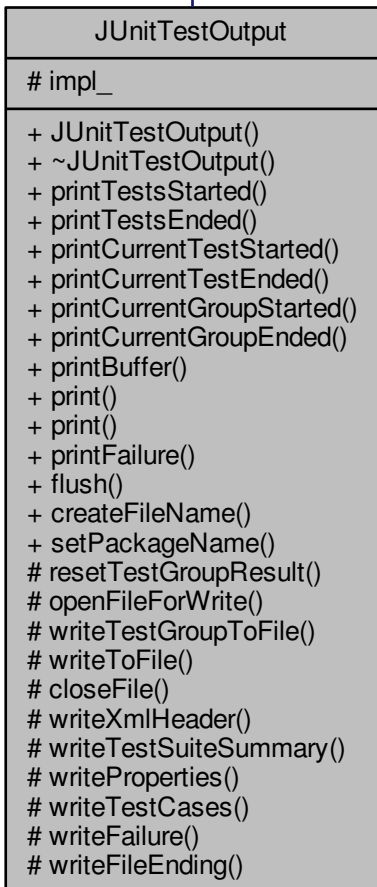 JUnitTestOutput
# impl_
+ JUnitTestOutput()
+ ~JUnitTestOutput()
+ printTestsStarted()
+ printTestsEnded()
+ printCurrentTestStarted()
+ printCurrentTestEnded()
+ printCurrentGroupStarted()
+ printCurrentGroupEnded()
+ printBuffer()
+ print()
+ print()
+ printFailure()
+ flush()
+ createFileName()
+ setPackageName()
# resetTestGroupResult()
# openFileForWrite()
# writeTestGroupToFile()
# writeToFile()
# closeFile()
# writeXmlHeader()
# writeTestSuiteSummary()
# writeProperties()
# writeTestCases()
# writeFailure()
# writeFileEnding()